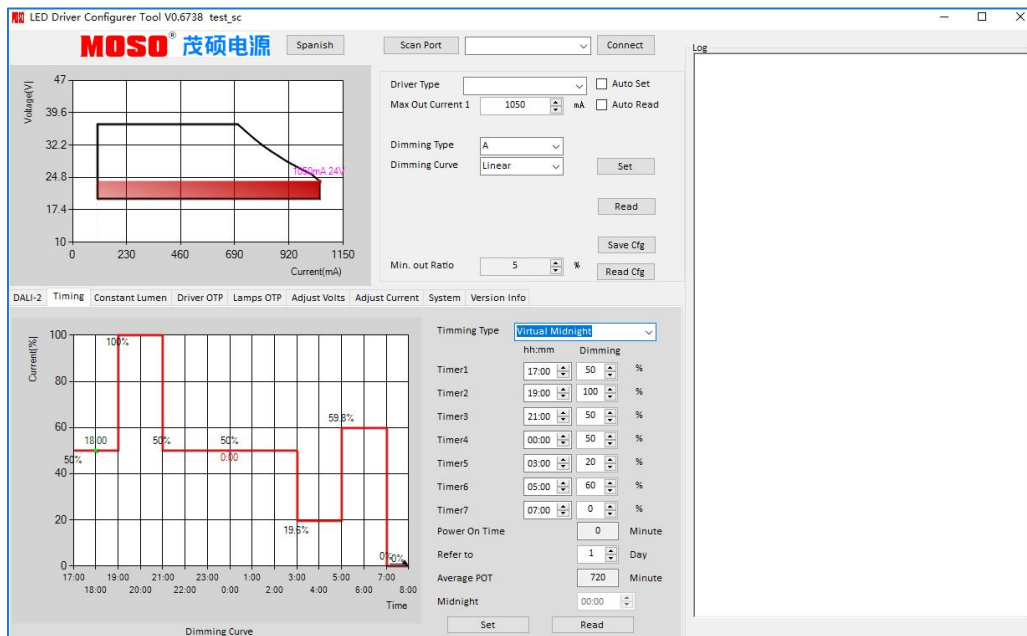 LED Driver Configurer Tool V0.6738 test_sc
MOSO® 茂硕电源 Spanish Scan Port Connect
Log
Voltage[V]
47
39.6
32.2
24.8
17.4
10
1050mA 24V
0 230 460 690 920 1150
Current(mA)
Driver Type Auto Set
Max Out Current 1 1050 mA Auto Read
Dimming Type A
Dimming Curve Linear Set
Read
Save Cfg
Min. out Ratio 5 % Read Cfg
DALI-2 Timing Constant Lumen Driver OTP Lamps OTP Adjust Volts Adjust Current System Version Info
Current[%]
100
80
60
40
20
0
100%
59.8%
18:00
50%
50%
50%
0:00
19.6%
0%
0%
17:00 19:00 21:00 23:00 1:00 3:00 5:00 7:00
18:00 20:00 22:00 0:00 2:00 4:00 6:00 8:00
Time
Dimming Curve
Timming Type Virtual Midnight
hh:mm Dimming
Timer1 17:00 50 %
Timer2 19:00 100 %
Timer3 21:00 50 %
Timer4 00:00 50 %
Timer5 03:00 20 %
Timer6 05:00 60 %
Timer7 07:00 0 %
Power On Time 0 Minute
Refer to 1 Day
Average POT 720 Minute
Midnight 00:00
Set Read